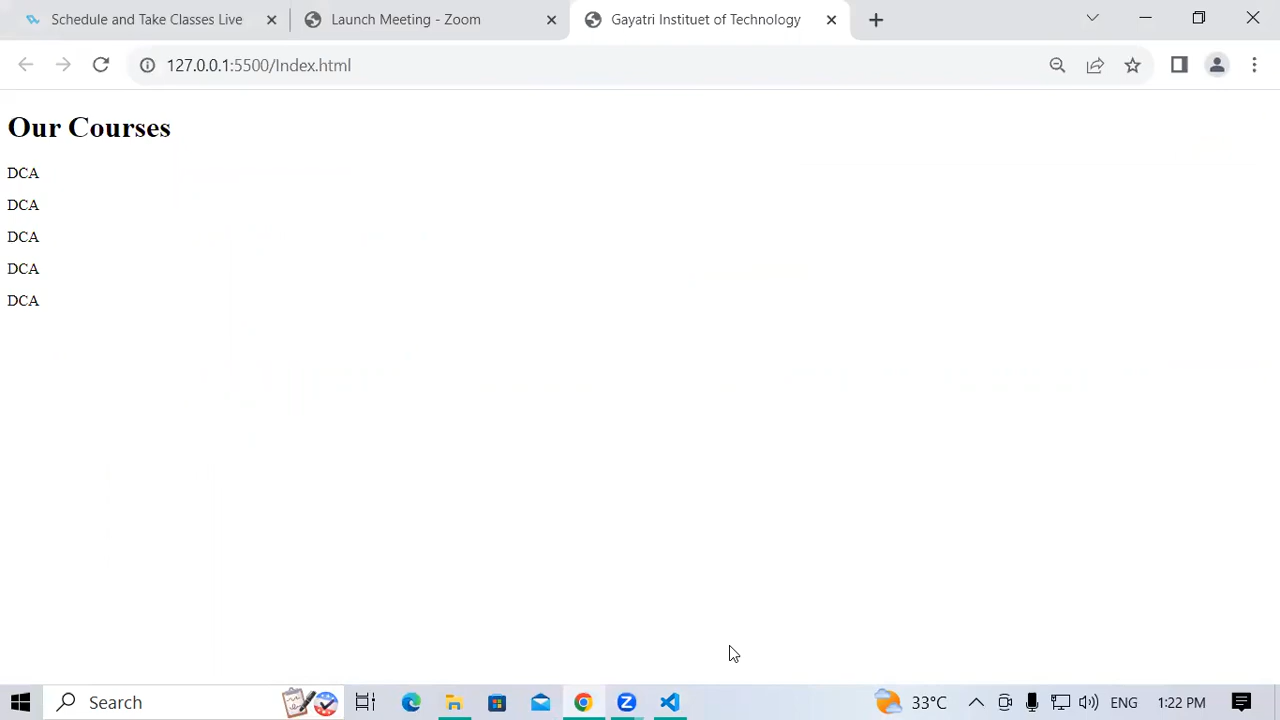 Schedule and Take Classes Live
Launch Meeting - Zoom
Gayatri Instituet of Technology
127.0.0.1:5500/Index.html
Our Courses
DCA
DCA
DCA
DCA
DCA
Search
33°C
ENG
1:22 PM